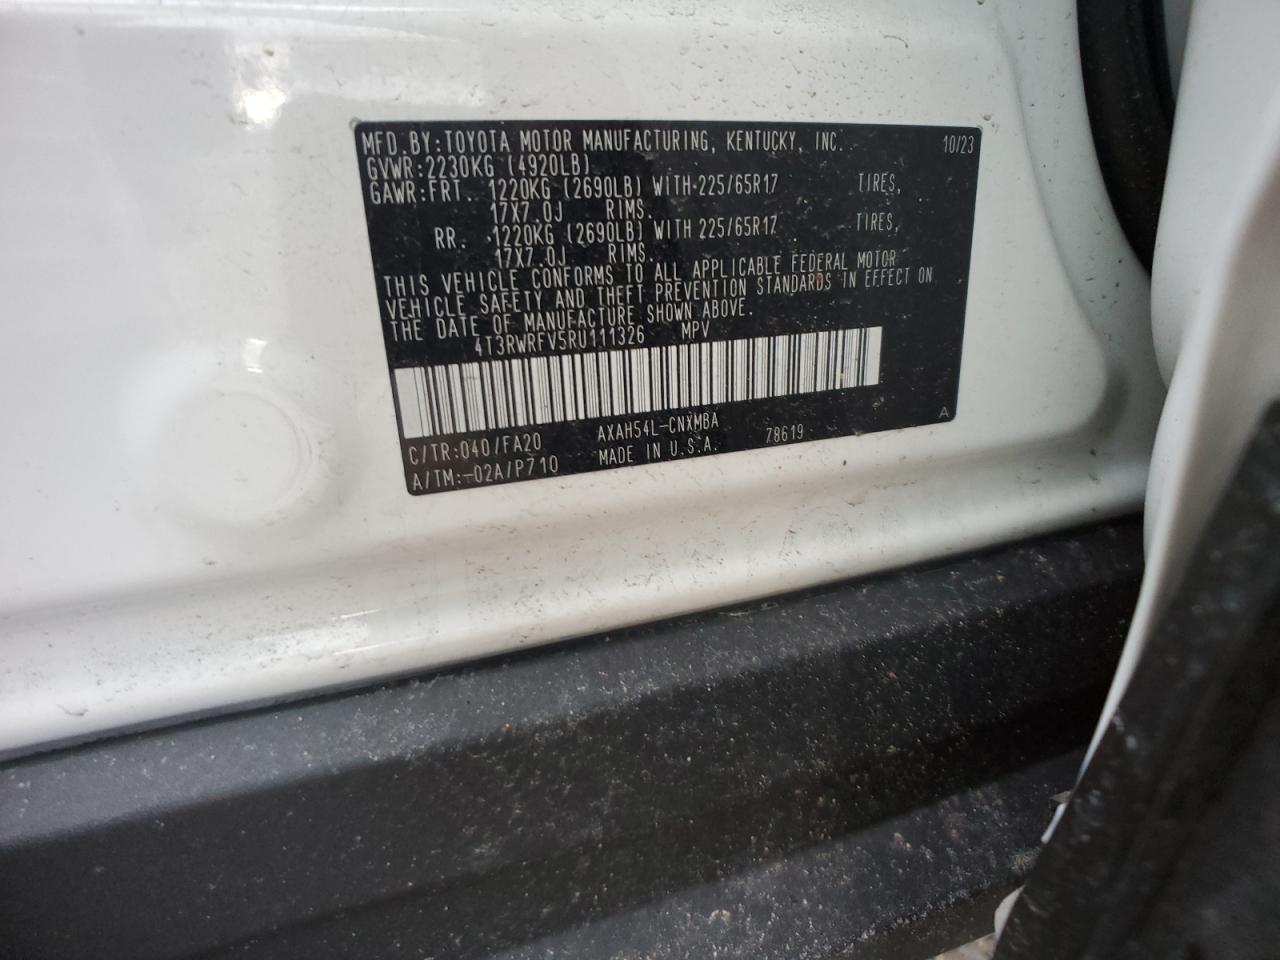 MFD.BY:TOYOTA MOTOR MANUFACTURING, KENTUCKY, INC. 10/23
GVWR:2230KG (4920LB)
GAWR:FRT. 1220KG (2690LB) WITH 225/65R17 TIRES,
17X7.0J RIMS.
RR. 1220KG (2690LB) WITH 225/65R17 TIRES,
17X7.0J RIMS.
THIS VEHICLE CONFORMS TO ALL APPLICABLE FEDERAL MOTOR
VEHICLE SAFETY AND THEFT PREVENTION STANDARDS IN EFFECT ON
THE DATE OF MANUFACTURE SHOWN ABOVE.
4T3RWRFV5RU111326 MPV
C/TR:040/FA20 AXAH54L-CNXMBA A
A/TM:-02A/P710 MADE IN U.S.A. 78619